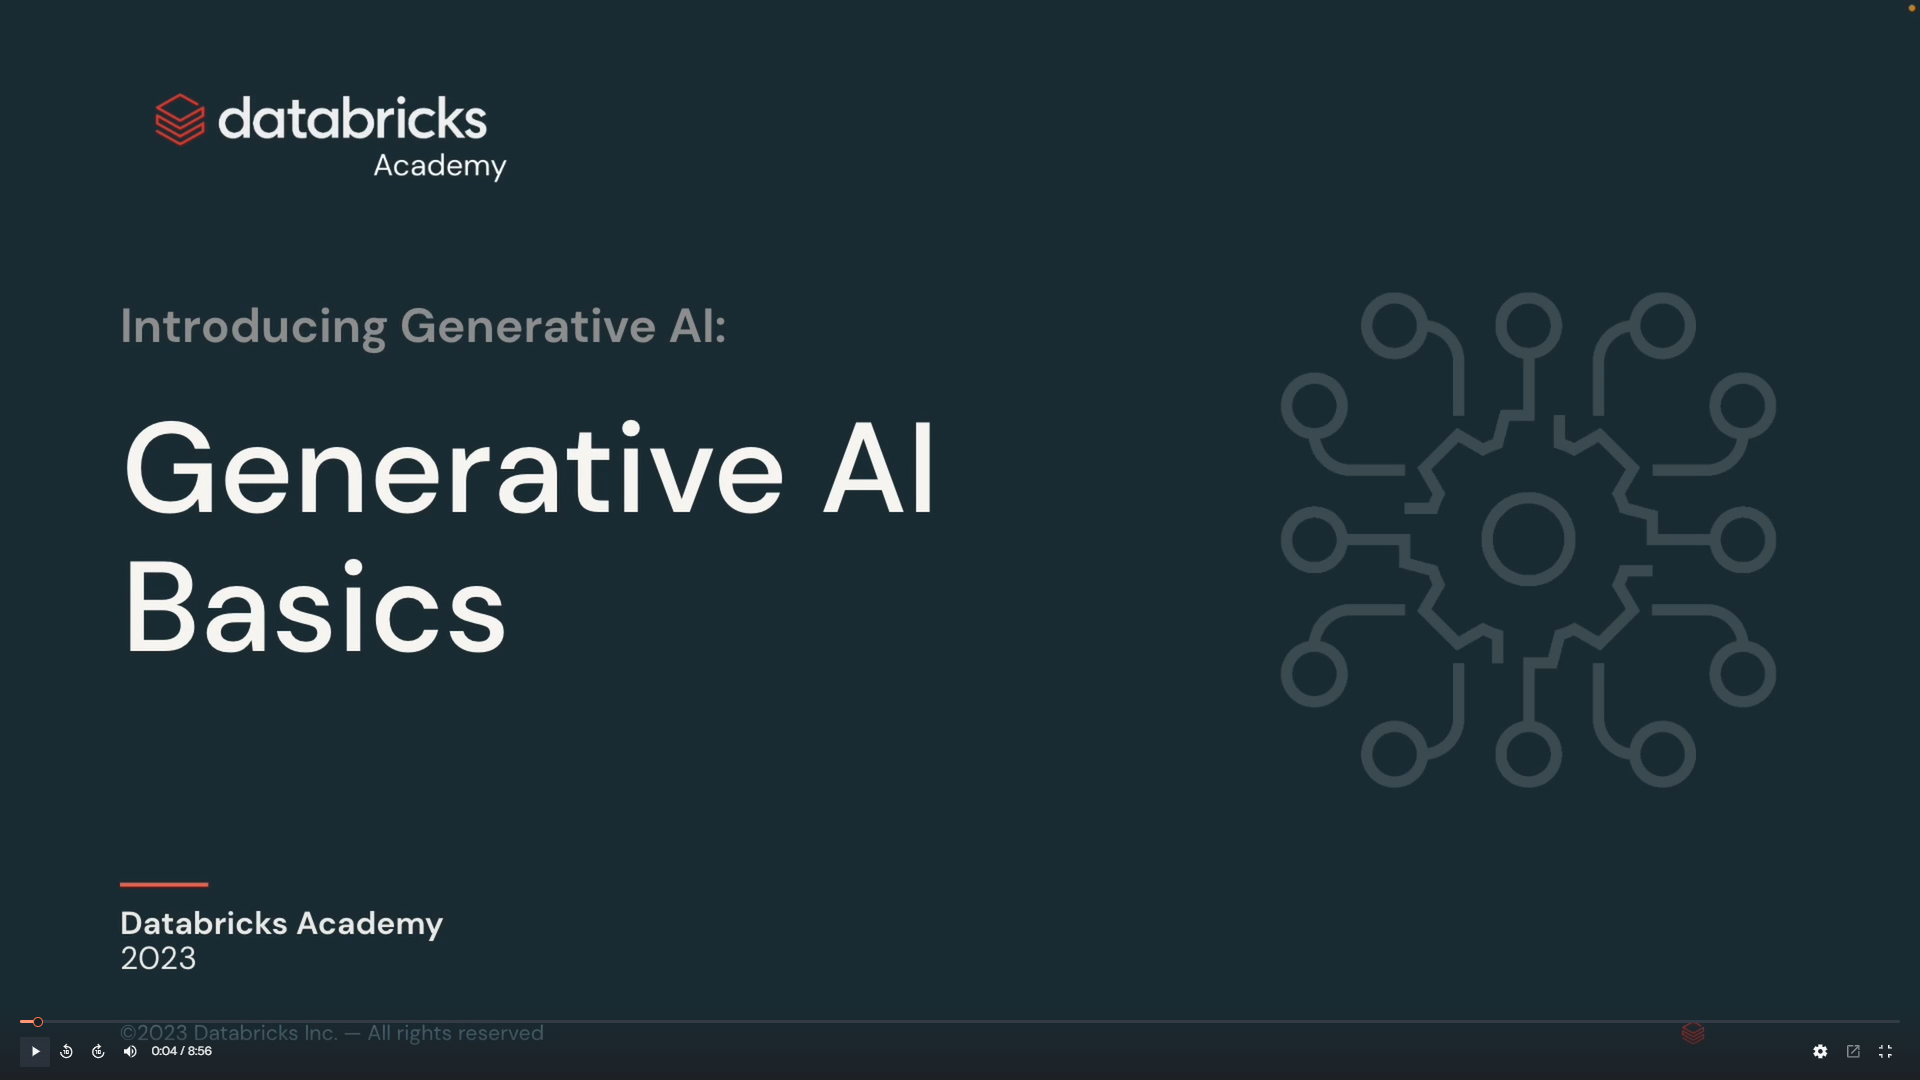 databricks
Academy
Introducing Generative AI:
Generative AI
Basics
Databricks Academy
2023
©2023 Databricks Inc. — All rights reserved
0:04 / 8:56